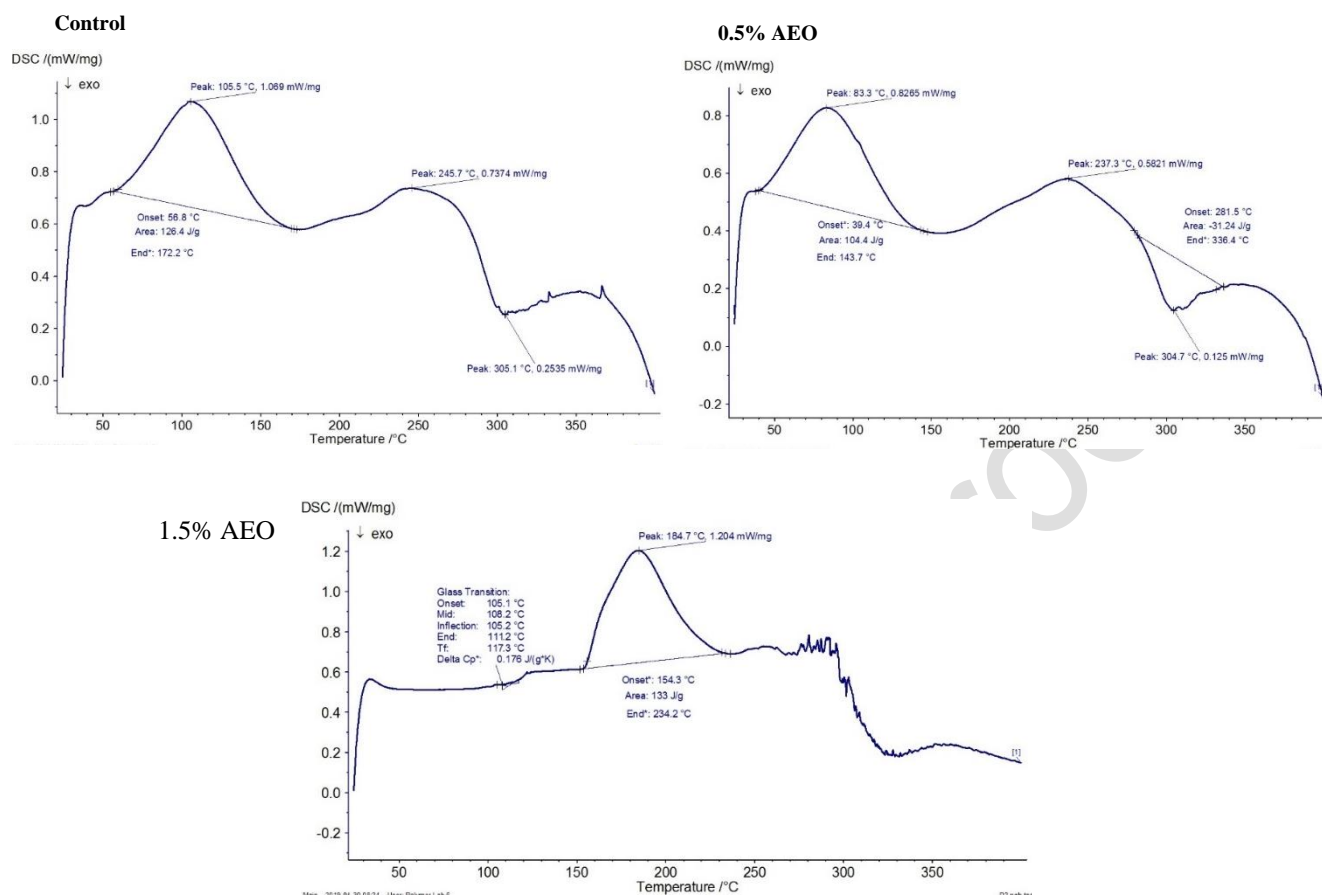 Control
DSC /(mW/mg)
↓ exo
Peak: 105.5 °C, 1.069 mW/mg
1.0
0.8
0.6
0.4
0.2
0.0
Peak: 245.7 °C, 0.7374 mW/mg
Onset: 56.8 °C
Area: 126.4 J/g
End*: 172.2 °C
Peak: 305.1 °C, 0.2535 mW/mg
[1]
50 100 150 200 250 300 350
Temperature /°C
0.5% AEO
DSC /(mW/mg)
↓ exo
Peak: 83.3 °C, 0.8265 mW/mg
0.8
0.6
0.4
0.2
0.0
-0.2
Peak: 237.3 °C, 0.5821 mW/mg
Onset: 281.5 °C
Area: -31.24 J/g
End*: 336.4 °C
Onset*: 39.4 °C
Area: 104.4 J/g
End: 143.7 °C
Peak: 304.7 °C, 0.125 mW/mg
50 100 150 200 250 300 350
Temperature /°C
1.5% AEO
DSC /(mW/mg)
↓ exo
Peak: 184.7 °C, 1.204 mW/mg
1.2
1.0
0.8
0.6
0.4
0.2
0.0
-0.2
Glass Transition:
Onset: 105.1 °C
Mid: 108.2 °C
Inflection: 105.2 °C
End: 111.2 °C
Tf: 117.3 °C
Delta Cp*: 0.176 J/(g*K)
Onset*: 154.3 °C
Area: 133 J/g
End*: 234.2 °C
[1]
50 100 150 200 250 300 350
Temperature /°C